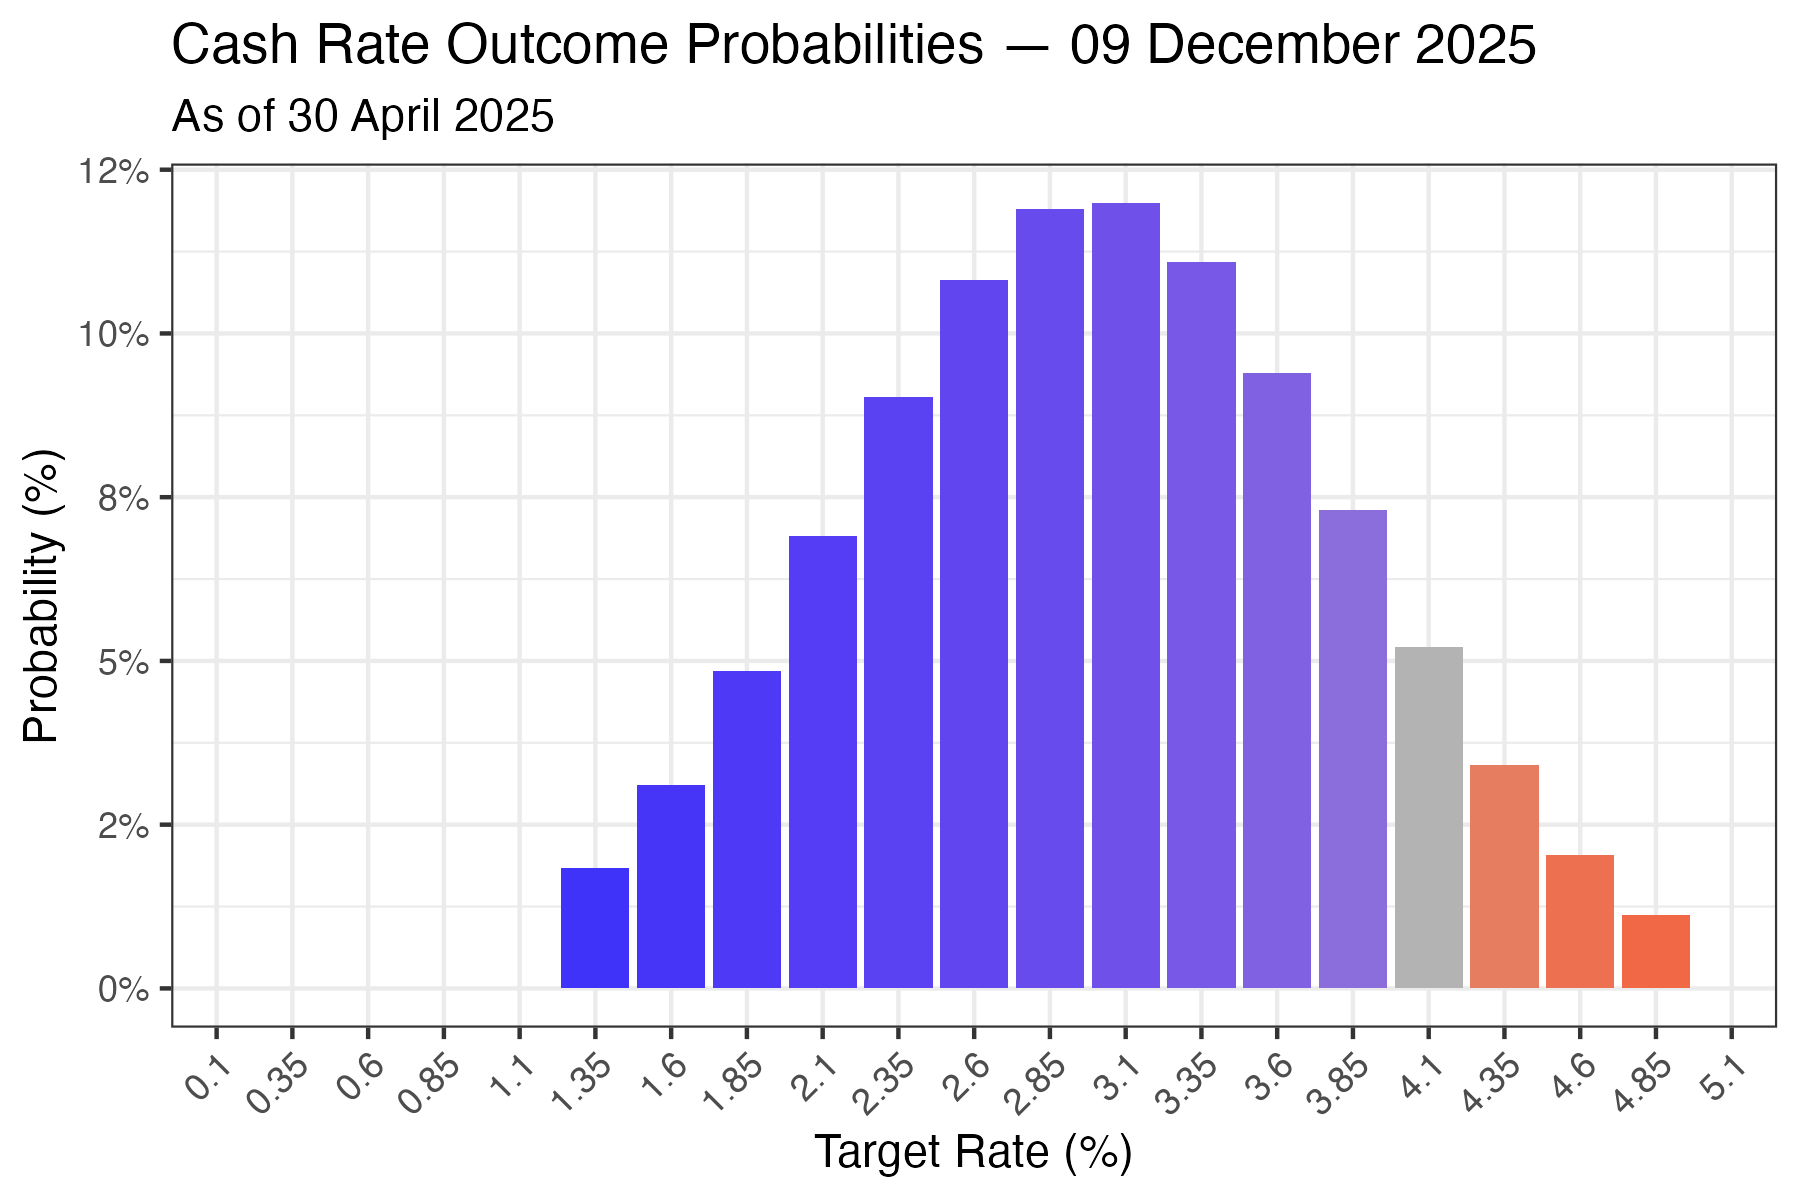 Cash Rate Outcome Probabilities — 09 December 2025
As of 30 April 2025
12%
10%
8%
5%
2%
0%
Probability (%)
0.1 0.35 0.6 0.85 1.1 1.35 1.6 1.85 2.1 2.35 2.6 2.85 3.1 3.35 3.6 3.85 4.1 4.35 4.6 4.85 5.1
Target Rate (%)